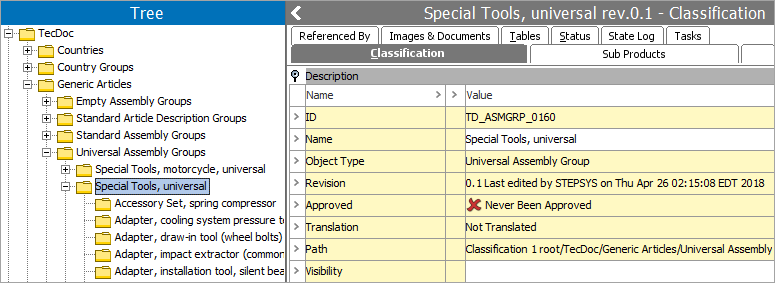 Tree
TecDoc
Countries
Country Groups
Generic Articles
Empty Assembly Groups
Standard Article Description Groups
Standard Assembly Groups
Universal Assembly Groups
Special Tools, motorcycle, universal
Special Tools, universal
Accessory Set, spring compressor
Adapter, cooling system pressure t
Adapter, draw-in tool (wheel bolts)
Adapter, impact extractor (common
Adapter, installation tool, silent bea
Special Tools, universal rev.0.1 - Classification
Referenced By Images & Documents Tables Status State Log Tasks
Classification Sub Products
Description
Name > > Value
> ID TD_ASMGRP_0160
> Name Special Tools, universal
> Object Type Universal Assembly Group
> Revision 0.1 Last edited by STEPSYS on Thu Apr 26 02:15:08 EDT 2018
> Approved Never Been Approved
> Translation Not Translated
> Path Classification 1 root/TecDoc/Generic Articles/Universal Assembly
> Visibility